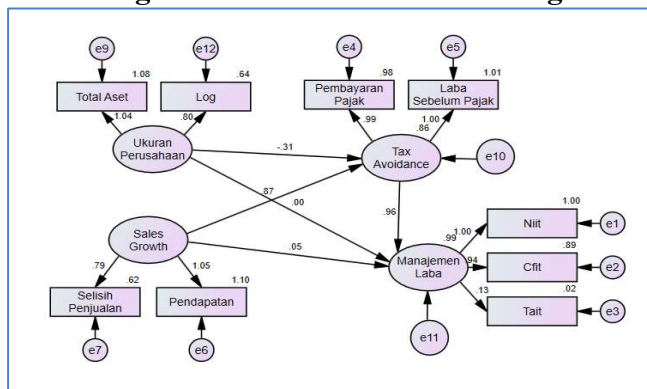 e9
e12
e4
e5
1.08
.64
.98
1.01
Total Aset
Log
Pembayaran
Pajak
Laba
Sebelum Pajak
1.04
.80
.99
1.00
.86
Ukuran
Perusahaan
-.31
Tax
Avoidance
e10
.87
.00
.96
1.00
Sales
Growth
.05
.99
1.00
Niit
e1
.89
.79
1.05
Manajemen
Laba
.94
Cfit
e2
.62
1.10
.13
.02
Selisih
Penjualan
Pendapatan
Tait
e3
e7
e6
e11